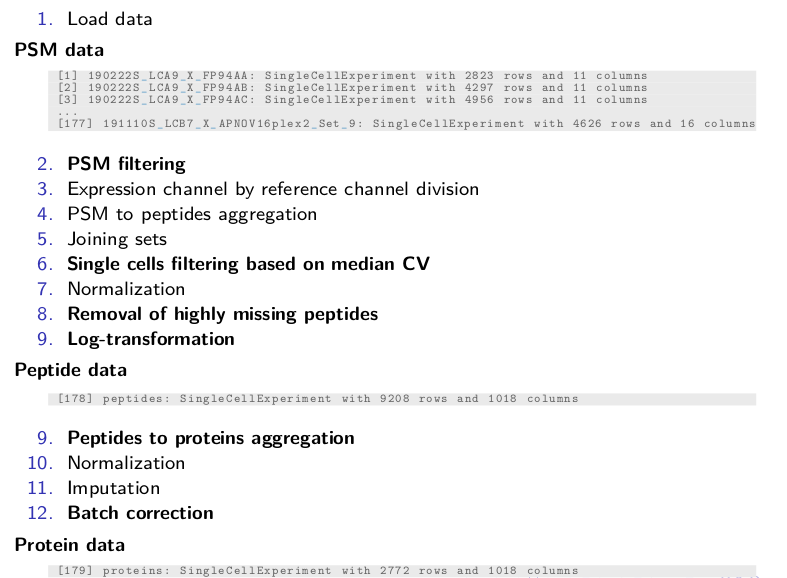 1. Load data
PSM data
[1] 190222S_LCA9_X_FP94AA: SingleCellExperiment with 2823 rows and 11 columns
[2] 190222S_LCA9_X_FP94AB: SingleCellExperiment with 4297 rows and 11 columns
[3] 190222S_LCA9_X_FP94AC: SingleCellExperiment with 4956 rows and 11 columns
...
[177] 191110S_LCB7_X_APNOV16plex2_Set_9: SingleCellExperiment with 4626 rows and 16 columns
2. PSM filtering
3. Expression channel by reference channel division
4. PSM to peptides aggregation
5. Joining sets
6. Single cells filtering based on median CV
7. Normalization
8. Removal of highly missing peptides
9. Log-transformation
Peptide data
[178] peptides: SingleCellExperiment with 9208 rows and 1018 columns
9. Peptides to proteins aggregation
10. Normalization
11. Imputation
12. Batch correction
Protein data
[179] proteins: SingleCellExperiment with 2772 rows and 1018 columns